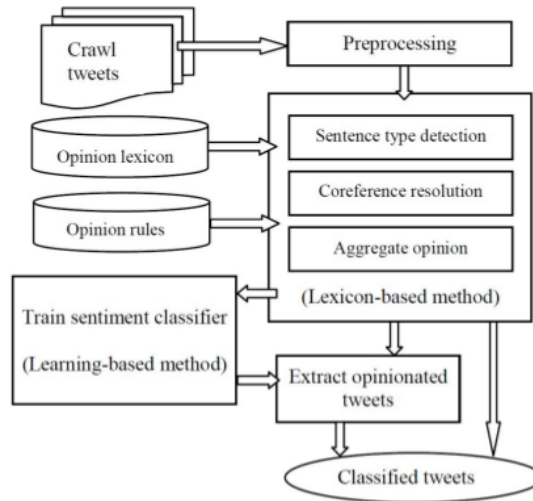 Crawl
tweets
Preprocessing
Opinion lexicon
Sentence type detection
Coreference resolution
Opinion rules
Aggregate opinion
(Lexicon-based method)
Train sentiment classifier
(Learning-based method)
Extract opinionated
tweets
Classified tweets